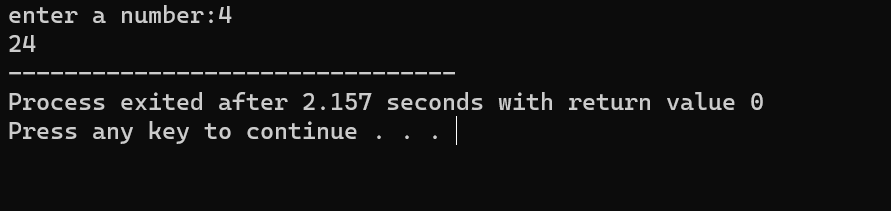 enter a number:4
24
--------------------------------
Process exited after 2.157 seconds with return value 0
Press any key to continue . . .